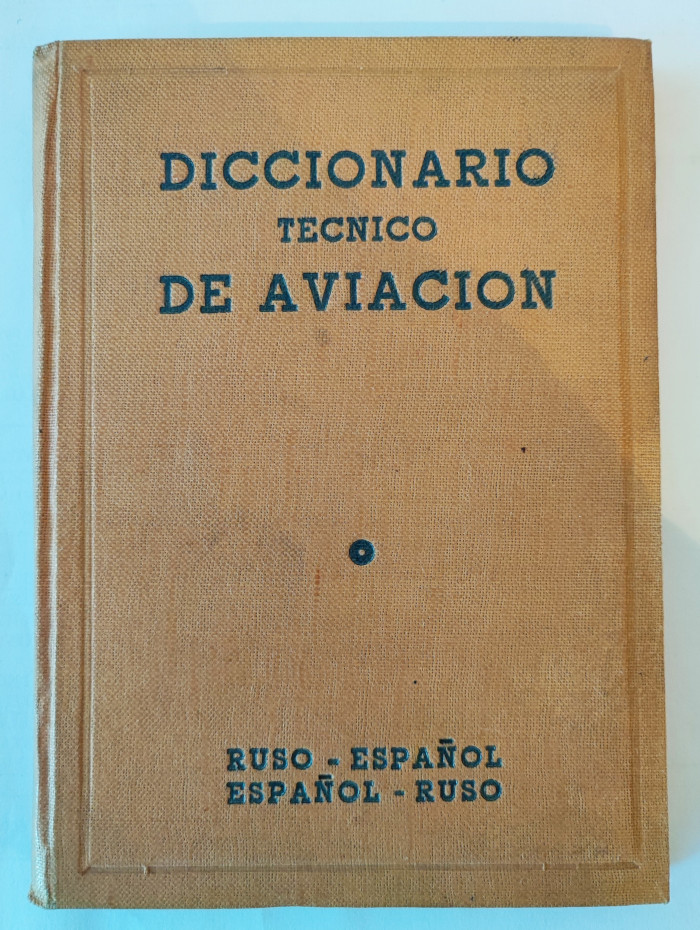 DICCIONARIO
TECNICO
DE AVIACION
RUSO - ESPAÑOL
ESPAÑOL - RUSO